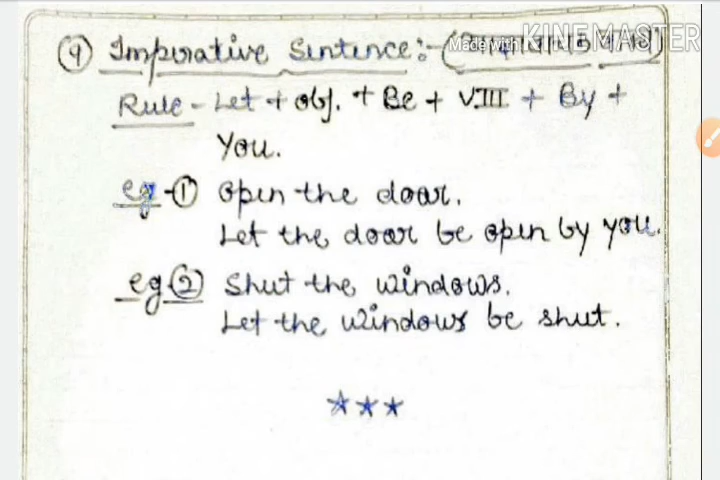 (9) Imperative Sentence:-
Made with KINEMASTER
Rule - Let + obj. + Be + VIII + By +
You.
eg -① Open the door.
Let the door be open by you.
eg ② Shut the windows.
Let the windows be shut.